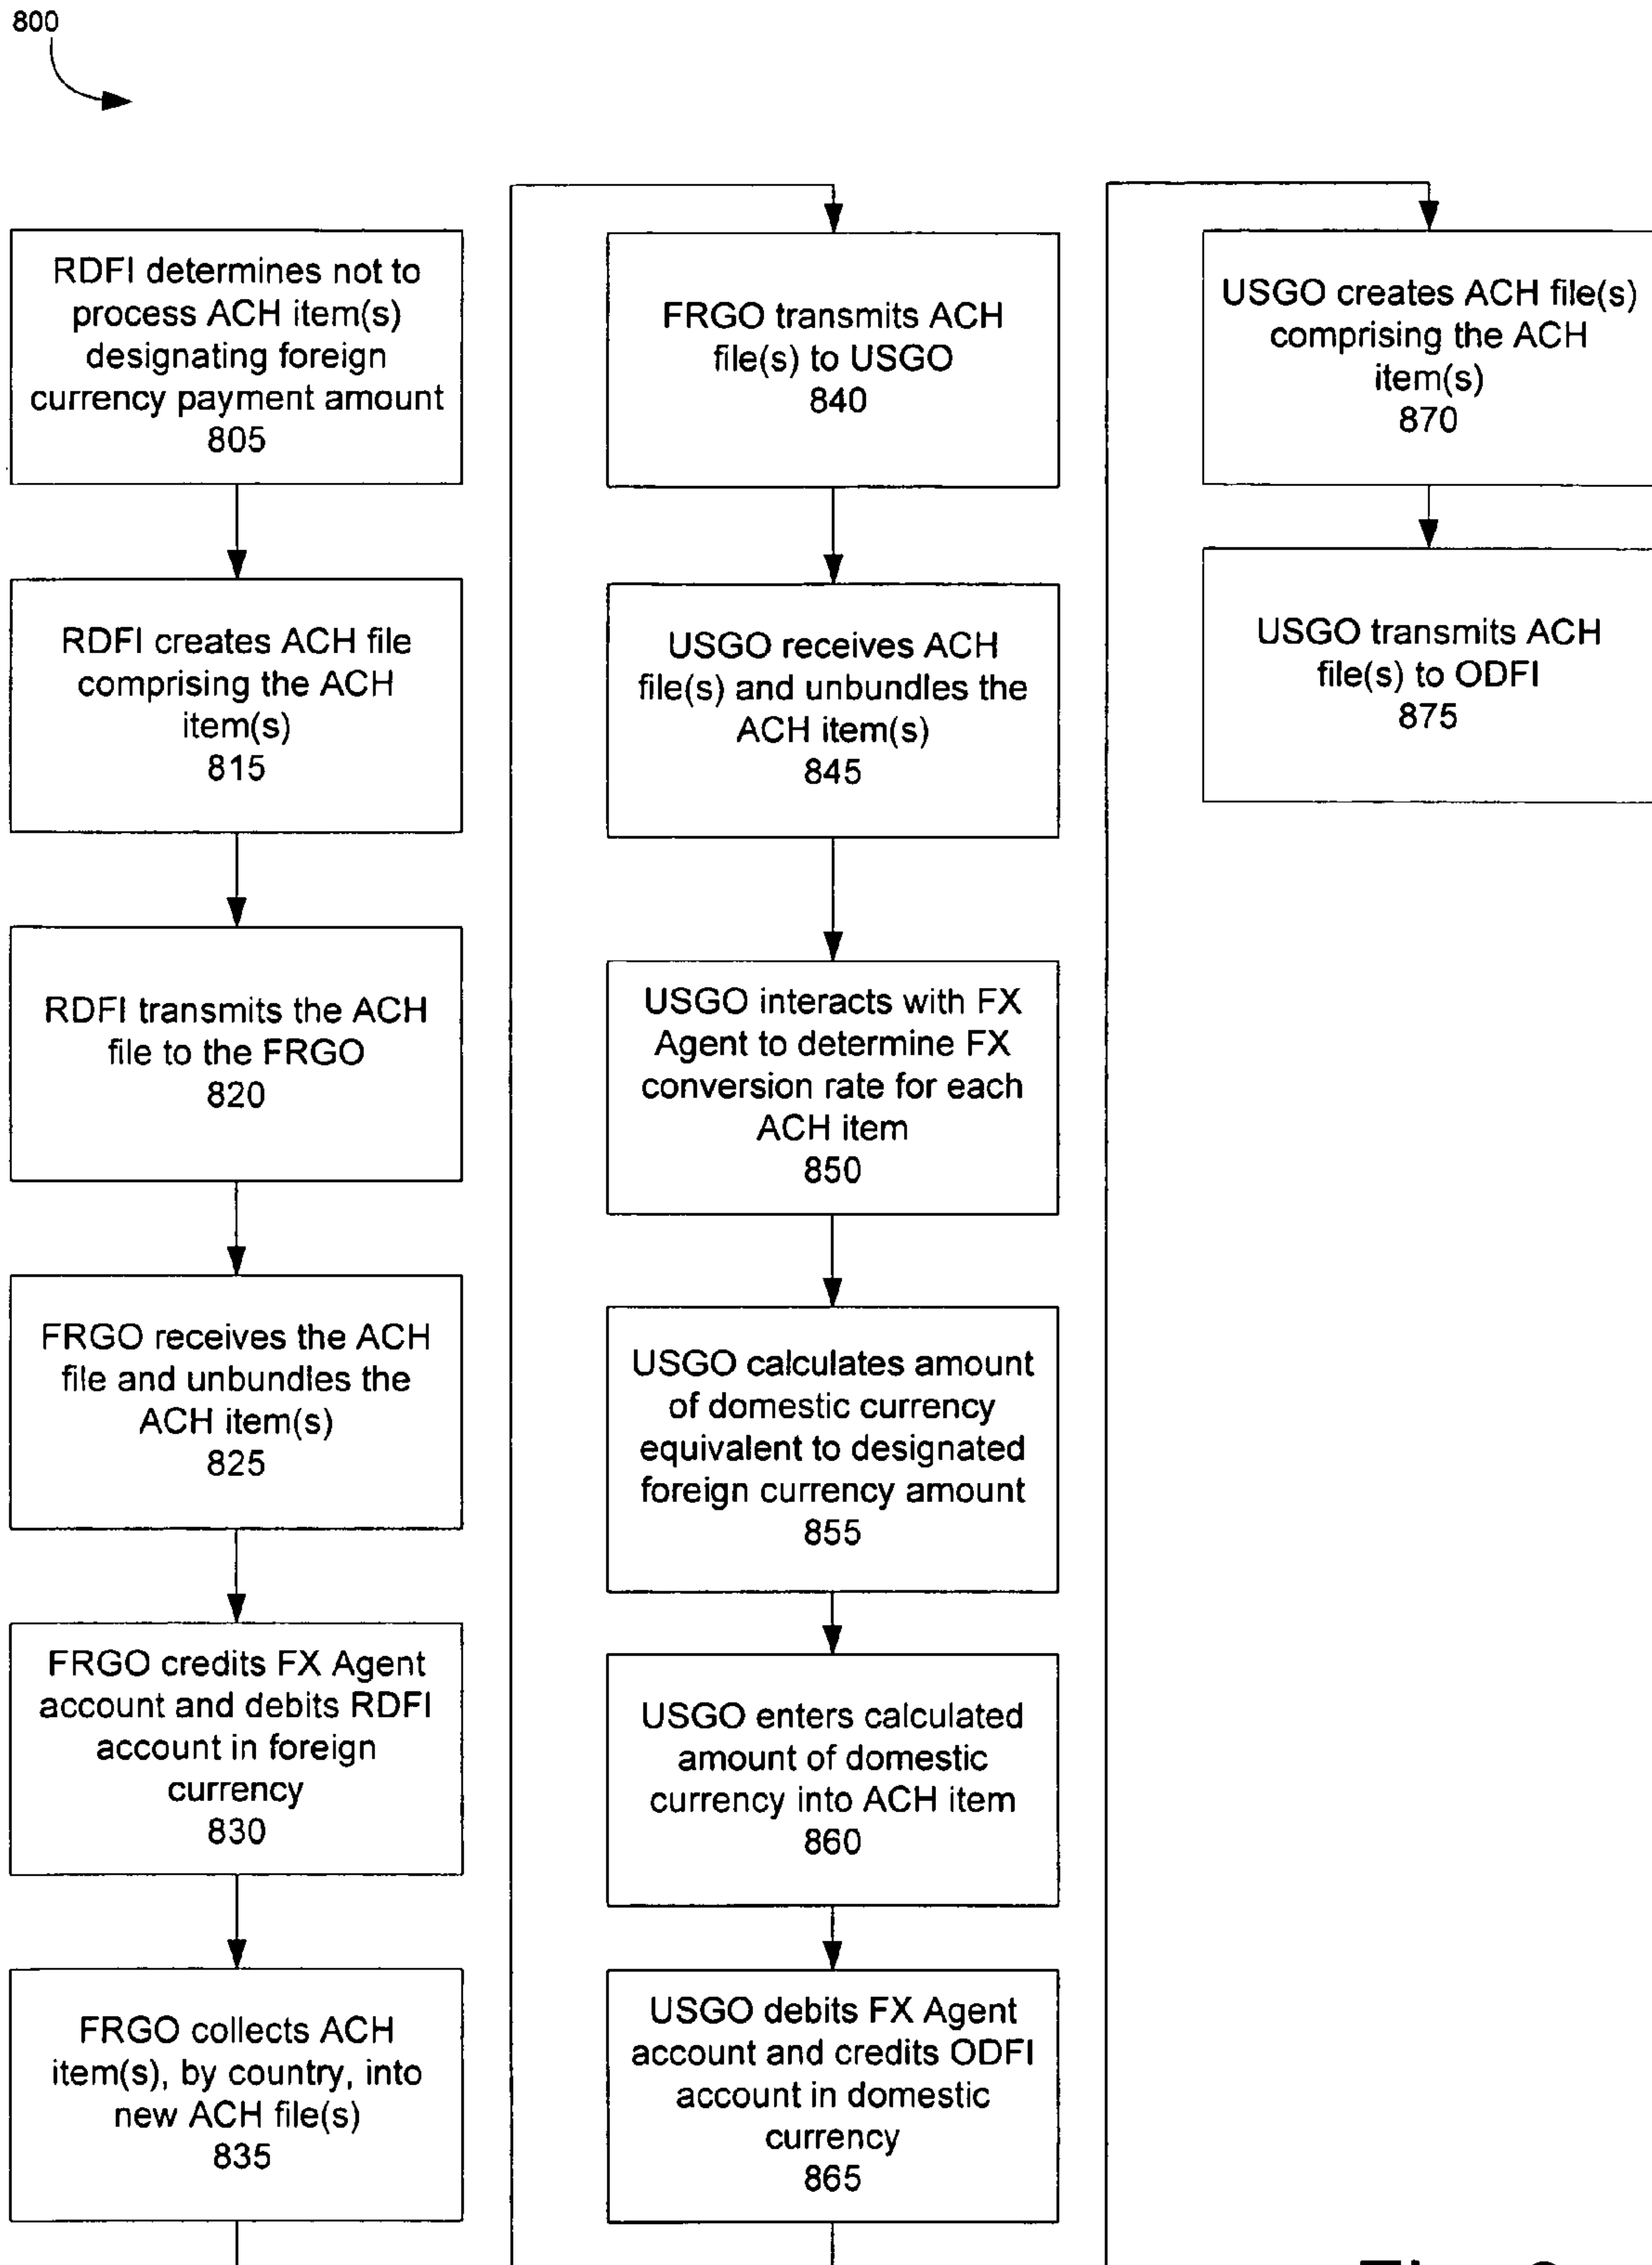 800
RDFI determines not to
process ACH item(s)
designating foreign
currency payment amount
805
RDFI creates ACH file
comprising the ACH
item(s)
815
RDFI transmits the ACH
file to the FRGO
820
FRGO receives the ACH
file and unbundles the
ACH item(s)
825
FRGO credits FX Agent
account and debits RDFI
account in foreign
currency
830
FRGO collects ACH
item(s), by country, into
new ACH file(s)
835
FRGO transmits ACH
file(s) to USGO
840
USGO receives ACH
file(s) and unbundles the
ACH item(s)
845
USGO interacts with FX
Agent to determine FX
conversion rate for each
ACH item
850
USGO calculates amount
of domestic currency
equivalent to designated
foreign currency amount
855
USGO enters calculated
amount of domestic
currency into ACH item
860
USGO debits FX Agent
account and credits ODFI
account in domestic
currency
865
USGO creates ACH file(s)
comprising the ACH
item(s)
870
USGO transmits ACH
file(s) to ODFI
875